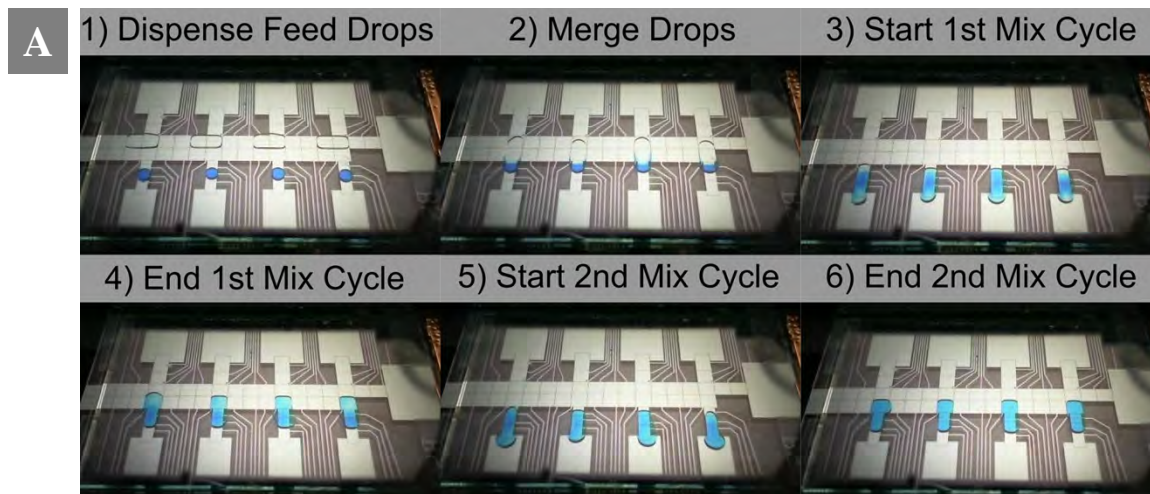 A
1) Dispense Feed Drops
2) Merge Drops
3) Start 1st Mix Cycle
4) End 1st Mix Cycle
5) Start 2nd Mix Cycle
6) End 2nd Mix Cycle